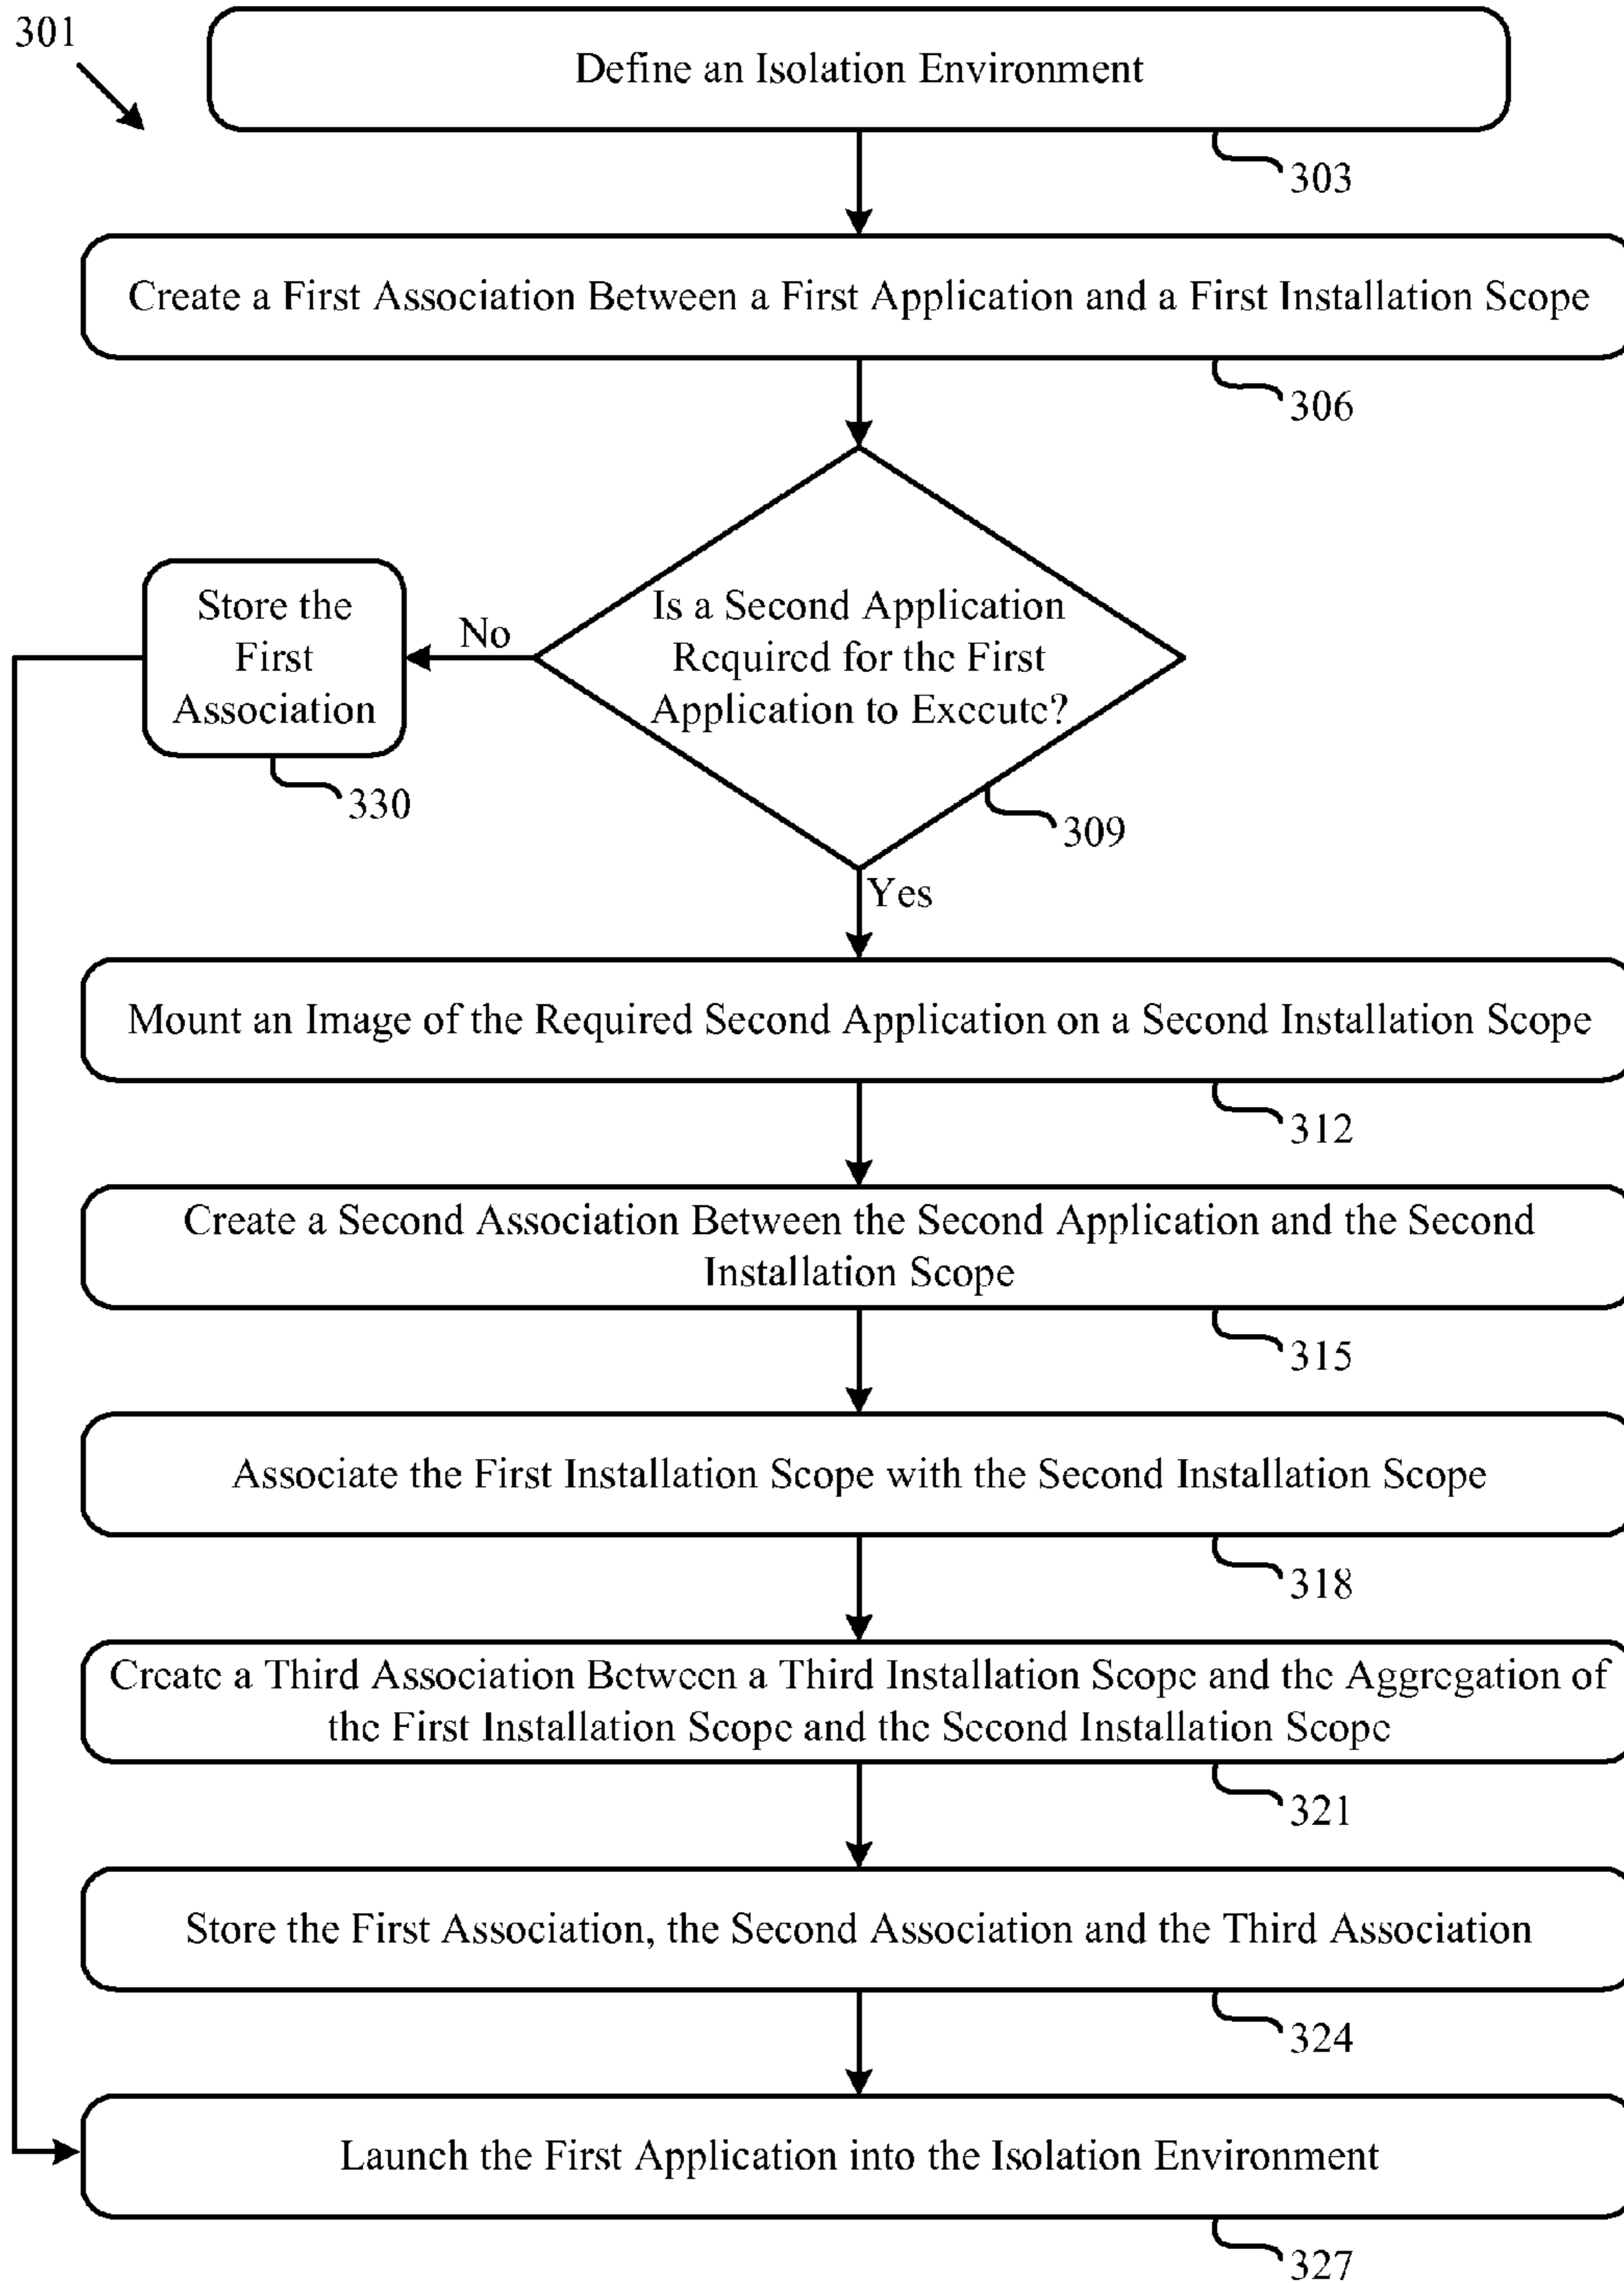 301
Define an Isolation Environment
303
Create a First Association Between a First Application and a First Installation Scope
306
Is a Second Application
Required for the First
Application to Execute?
309
No
Store the
First
Association
330
Yes
Mount an Image of the Required Second Application on a Second Installation Scope
312
Create a Second Association Between the Second Application and the Second
Installation Scope
315
Associate the First Installation Scope with the Second Installation Scope
318
Create a Third Association Between a Third Installation Scope and the Aggregation of
the First Installation Scope and the Second Installation Scope
321
Store the First Association, the Second Association and the Third Association
324
Launch the First Application into the Isolation Environment
327